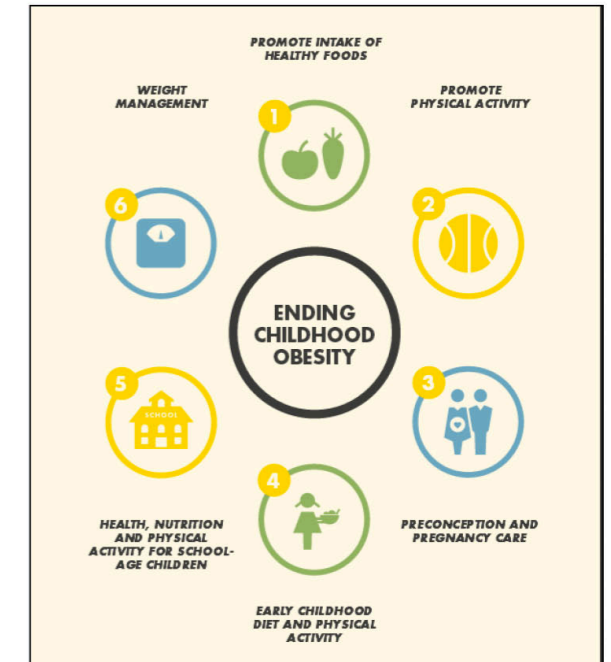 PROMOTE INTAKE OF
HEALTHY FOODS
1
PROMOTE
PHYSICAL ACTIVITY
2
3
PRECONCEPTION AND
PREGNANCY CARE
4
EARLY CHILDHOOD
DIET AND PHYSICAL
ACTIVITY
5
SCHOOL
HEALTH, NUTRITION
AND PHYSICAL
ACTIVITY FOR SCHOOL-
AGE CHILDREN
WEIGHT
MANAGEMENT
6
ENDING
CHILDHOOD
OBESITY